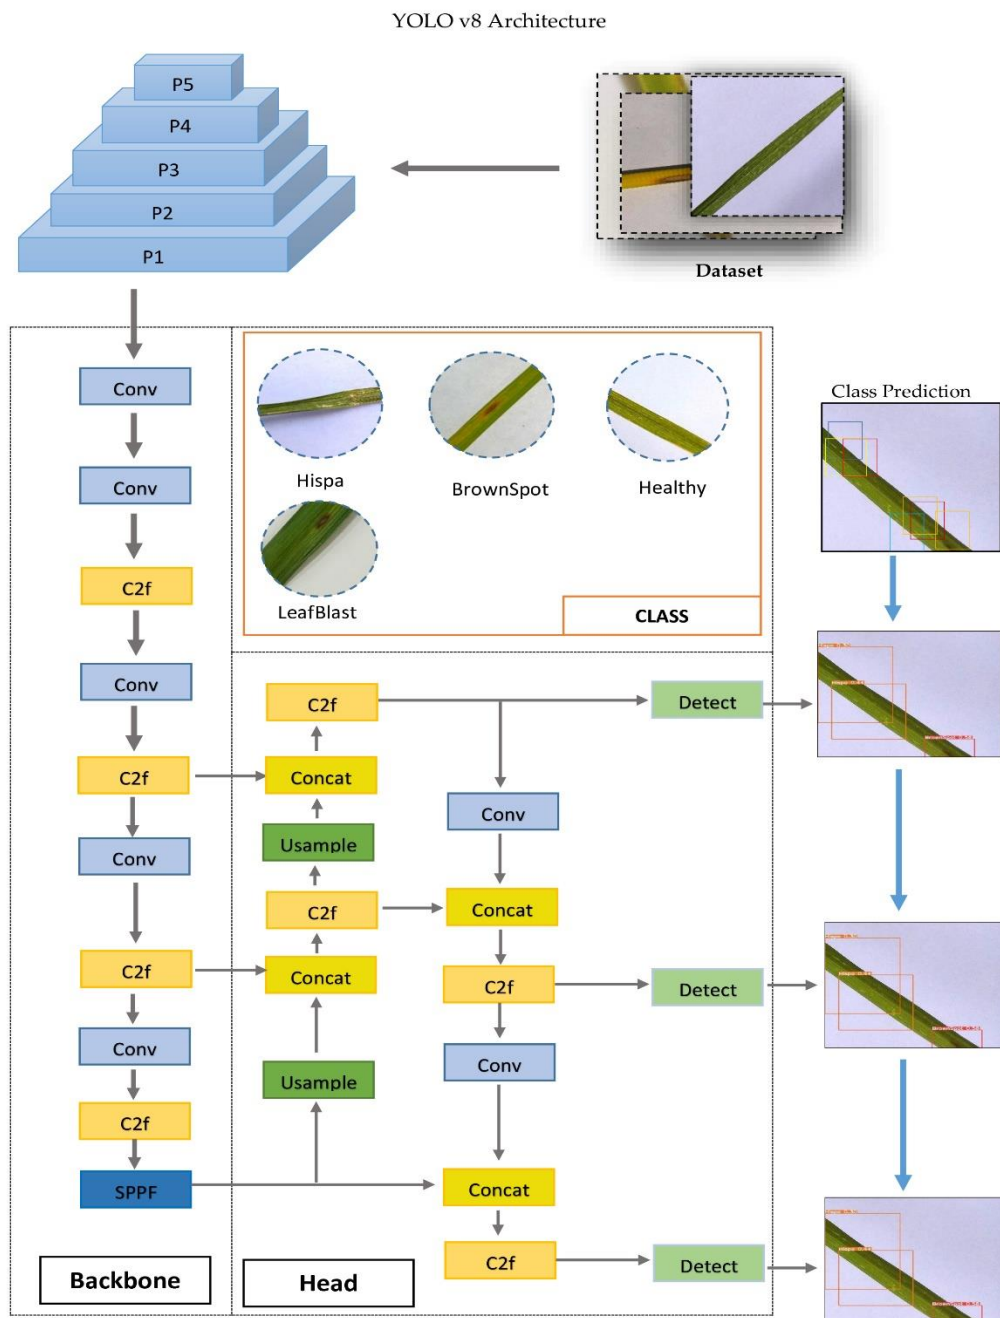 YOLO v8 Architecture
P5
P4
P3
P2
P1
Dataset
Conv
Conv
C2f
Conv
C2f
Conv
C2f
Conv
C2f
SPPF
Backbone
Hispa
BrownSpot
Healthy
LeafBlast
CLASS
C2f
Concat
Usample
C2f
Concat
Usample
Conv
Concat
C2f
Conv
Concat
C2f
Detect
Detect
Detect
Head
Class Prediction